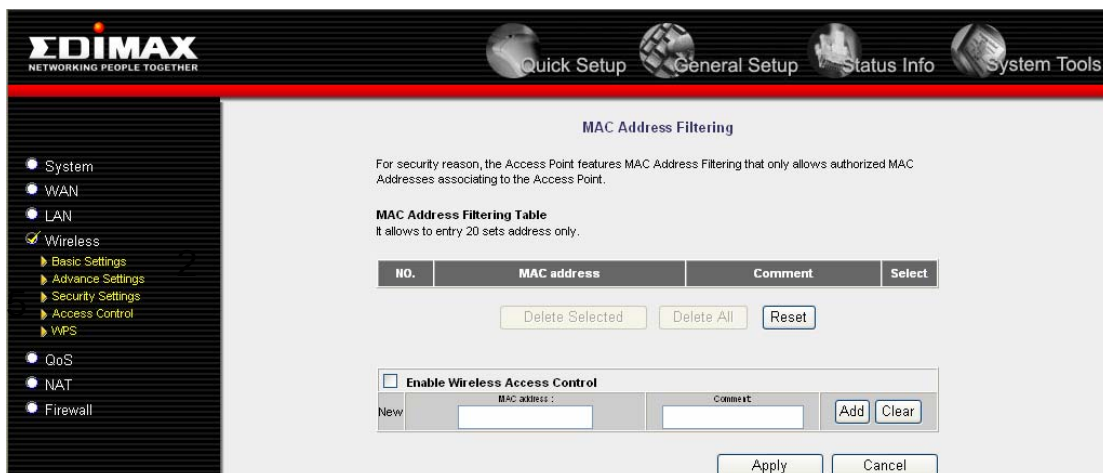 EDIMAX
NETWORKING PEOPLE TOGETHER
Quick Setup
General Setup
Status Info
System Tools
System
WAN
LAN
Wireless
Basic Settings
Advance Settings
Security Settings
Access Control
WPS
QoS
NAT
Firewall
2
5
MAC Address Filtering
For security reason, the Access Point features MAC Address Filtering that only allows authorized MAC
Addresses associating to the Access Point.
MAC Address Filtering Table
It allows to entry 20 sets address only.
NO. MAC address Comment Select
Delete Selected Delete All Reset
Enable Wireless Access Control
New MAC address : Comment Add Clear
Apply Cancel